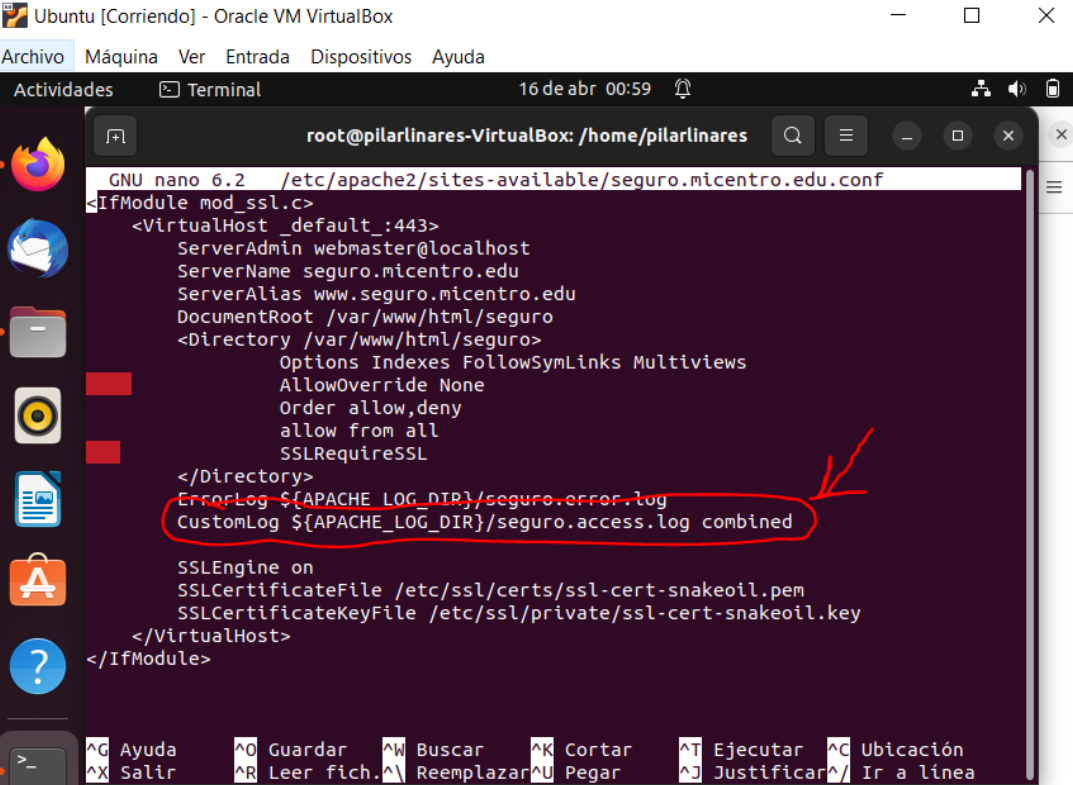 Ubuntu [Corriendo] - Oracle VM VirtualBox
Archivo Máquina Ver Entrada Dispositivos Ayuda
Actividades Terminal 16 de abr 00:59
root@pilarlinares-VirtualBox: /home/pilarlinares
GNU nano 6.2 /etc/apache2/sites-available/seguro.micentro.edu.conf
<IfModule mod_ssl.c>
<VirtualHost _default_:443>
ServerAdmin webmaster@localhost
ServerName seguro.micentro.edu
ServerAlias www.seguro.micentro.edu
DocumentRoot /var/www/html/seguro
<Directory /var/www/html/seguro>
Options Indexes FollowSymLinks Multiviews
AllowOverride None
Order allow,deny
allow from all
SSLRequireSSL
</Directory>
ErrorLog ${APACHE_LOG_DIR}/seguro.error.log
CustomLog ${APACHE_LOG_DIR}/seguro.access.log combined
SSLEngine on
SSLCertificateFile /etc/ssl/certs/ssl-cert-snakeoil.pem
SSLCertificateKeyFile /etc/ssl/private/ssl-cert-snakeoil.key
</VirtualHost>
</IfModule>
^G Ayuda ^O Guardar ^W Buscar ^K Cortar ^T Ejecutar ^C Ubicación
^X Salir ^R Leer fich. ^\ Reemplazar ^U Pegar ^J Justificar ^/ Ir a línea